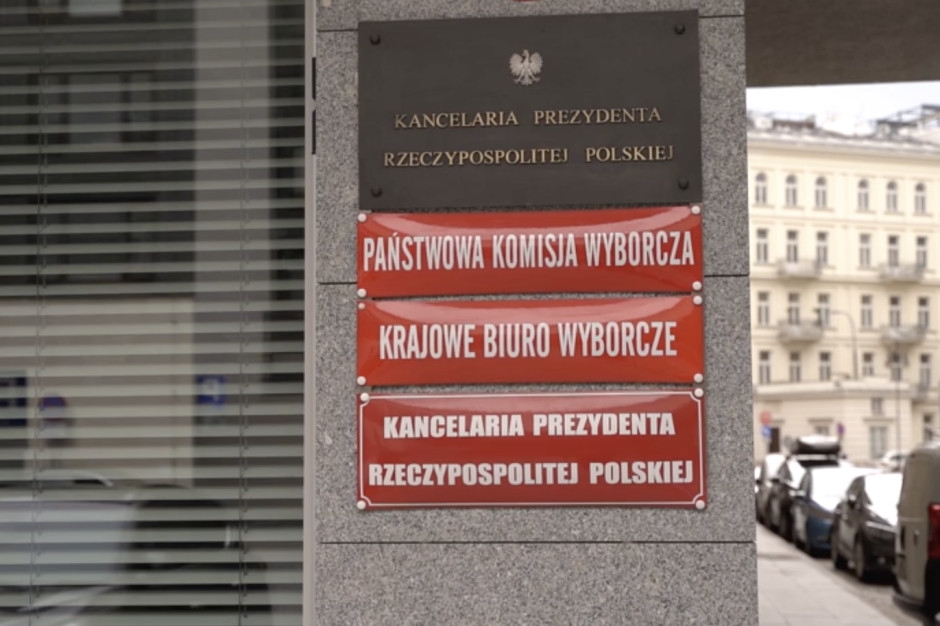 KANCELARIA PREZYDENTA
RZECZYPOSPOLITEJ POLSKIEJ
PAŃSTWOWA KOMISJA WYBORCZA
KRAJOWE BIURO WYBORCZE
KANCELARIA PREZYDENTA
RZECZYPOSPOLITEJ POLSKIEJ